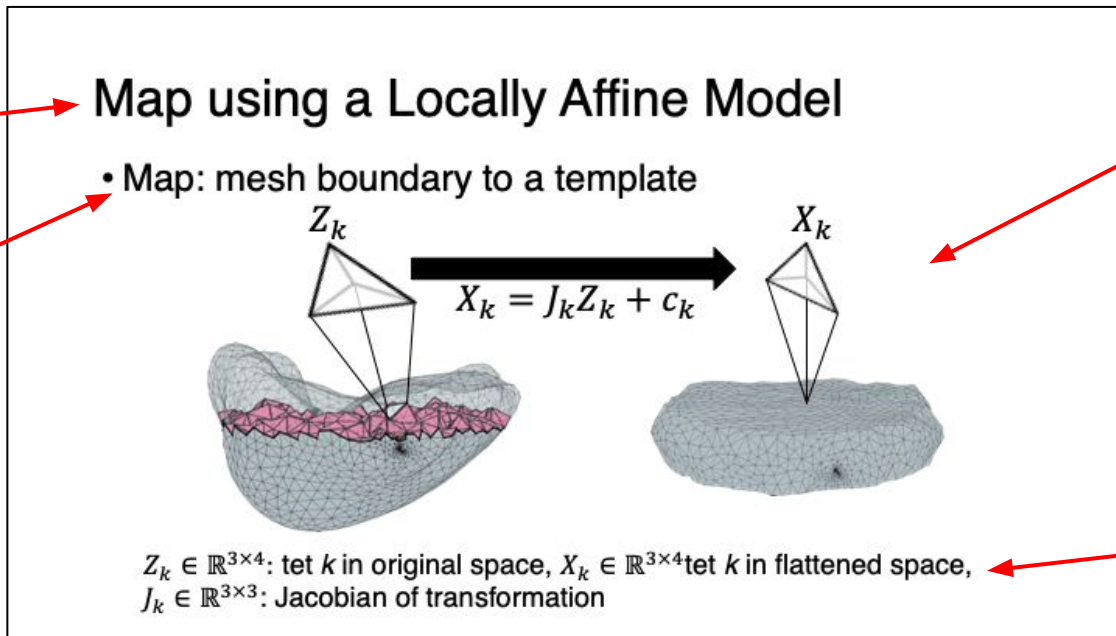 Map using a Locally Affine Model
• Map: mesh boundary to a template
Z_k
X_k
X_k = J_k Z_k + c_k
Z_k ∈ ℝ^{3×4}: tet k in original space, X_k ∈ ℝ^{3×4}tet k in flattened space,
J_k ∈ ℝ^{3×3}: Jacobian of transformation